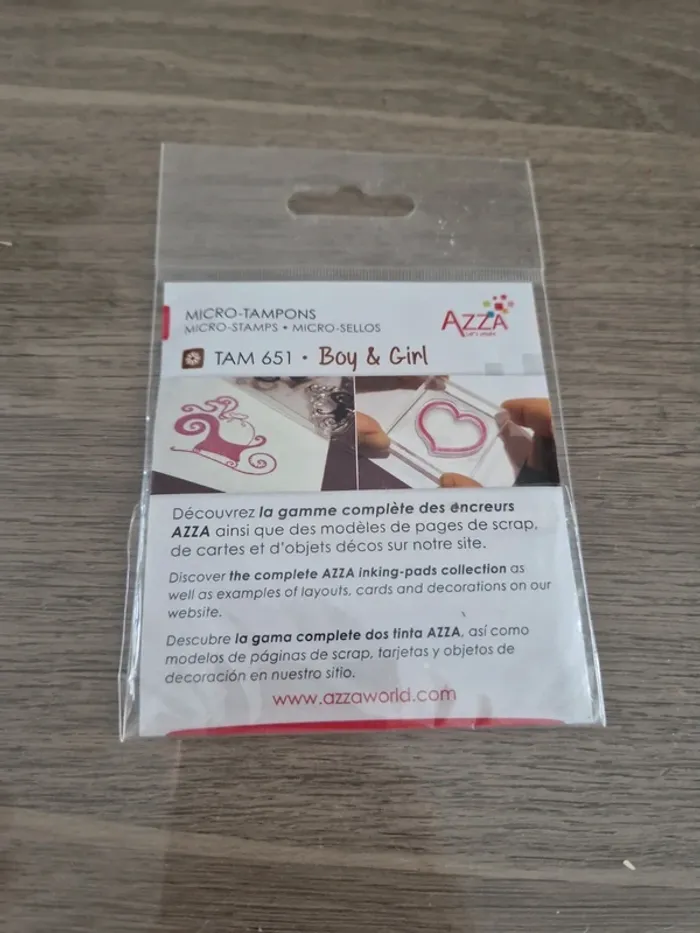 MICRO-TAMPONS
MICRO-STAMPS • MICRO-SELLOS
AZZA
TAM 651 • Boy & Girl
Découvrez la gamme complète des encreurs
AZZA ainsi que des modèles de pages de scrap,
de cartes et d'objets décos sur notre site.
Discover the complete AZZA inking-pads collection as
well as examples of layouts, cards and decorations on our
website.
Descubre la gama complete dos tinta AZZA, así como
modelos de páginas de scrap, tarjetas y objetos de
decoración en nuestro sitio.
www.azzaworld.com